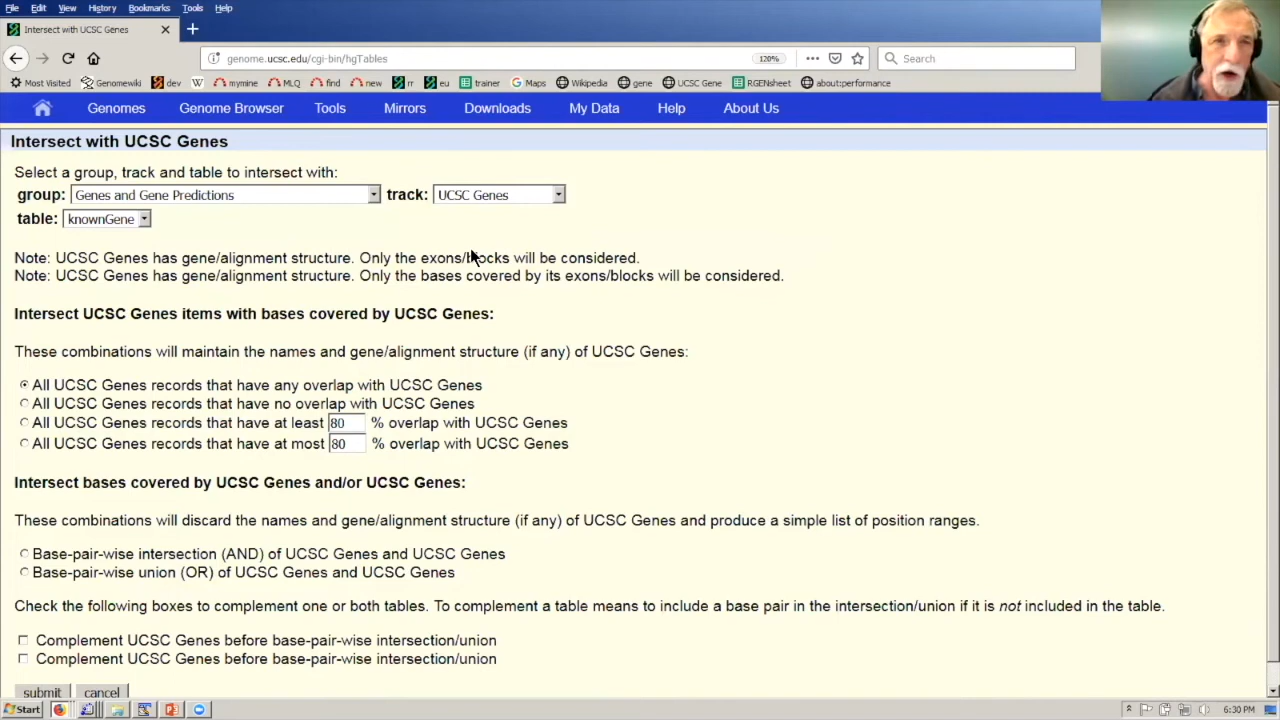 File Edit View History Bookmarks Tools Help
Intersect with UCSC Genes
genome.ucsc.edu/cgi-bin/hgTables 120% Search
Most Visited Genomewiki dev mymine MLQ find new rr eu trainer Maps Wikipedia gene UCSC Gene RGENsheet about:performance
Genomes Genome Browser Tools Mirrors Downloads My Data Help About Us
Intersect with UCSC Genes
Select a group, track and table to intersect with:
group: Genes and Gene Predictions track: UCSC Genes
table: knownGene
Note: UCSC Genes has gene/alignment structure. Only the exons/blocks will be considered.
Note: UCSC Genes has gene/alignment structure. Only the bases covered by its exons/blocks will be considered.
Intersect UCSC Genes items with bases covered by UCSC Genes:
These combinations will maintain the names and gene/alignment structure (if any) of UCSC Genes:
All UCSC Genes records that have any overlap with UCSC Genes
All UCSC Genes records that have no overlap with UCSC Genes
All UCSC Genes records that have at least 80 % overlap with UCSC Genes
All UCSC Genes records that have at most 80 % overlap with UCSC Genes
Intersect bases covered by UCSC Genes and/or UCSC Genes:
These combinations will discard the names and gene/alignment structure (if any) of UCSC Genes and produce a simple list of position ranges.
Base-pair-wise intersection (AND) of UCSC Genes and UCSC Genes
Base-pair-wise union (OR) of UCSC Genes and UCSC Genes
Check the following boxes to complement one or both tables. To complement a table means to include a base pair in the intersection/union if it is not included in the table.
Complement UCSC Genes before base-pair-wise intersection/union
Complement UCSC Genes before base-pair-wise intersection/union
submit cancel
Start 6:30 PM